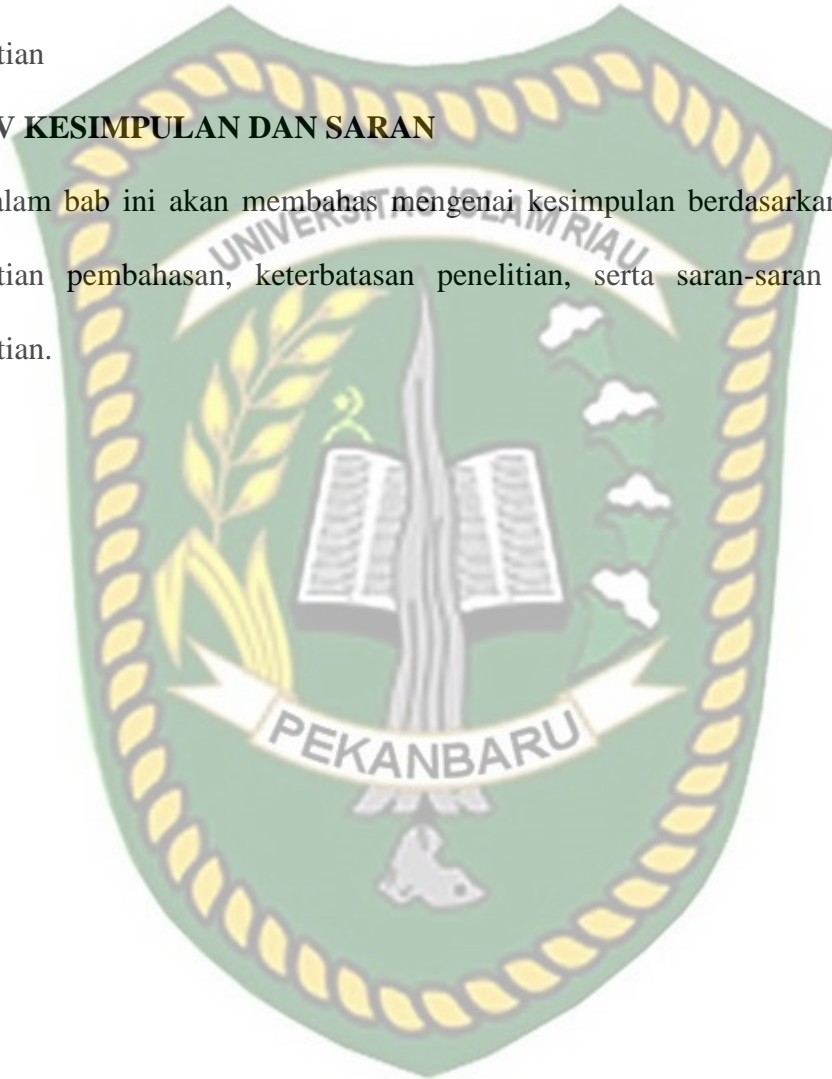 tian
V KESIMPULAN DAN SARAN
alam bab ini akan membahas mengenai kesimpulan berdasarkan
tian pembahasan, keterbatasan penelitian, serta saran-saran
tian.
UNIVERSITAS ISLAM RIAU
PEKANBARU